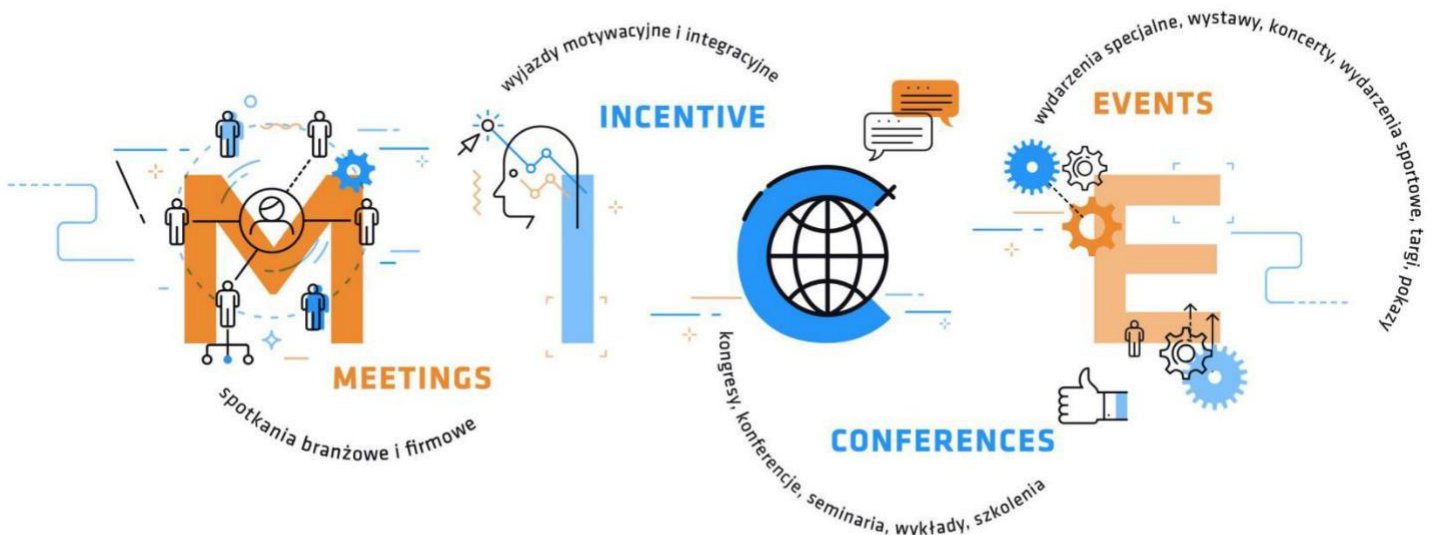 MICE
MEETINGS
spotkania branżowe i firmowe
wyjazdy motywacyjne i integracyjne
INCENTIVE
CONFERENCES
kongresy, konferencje, seminaria, wykłady, szkolenia
wydarzenia specjalne, wystawy, koncerty, wydarzenia sportowe, targi, pokazy
EVENTS